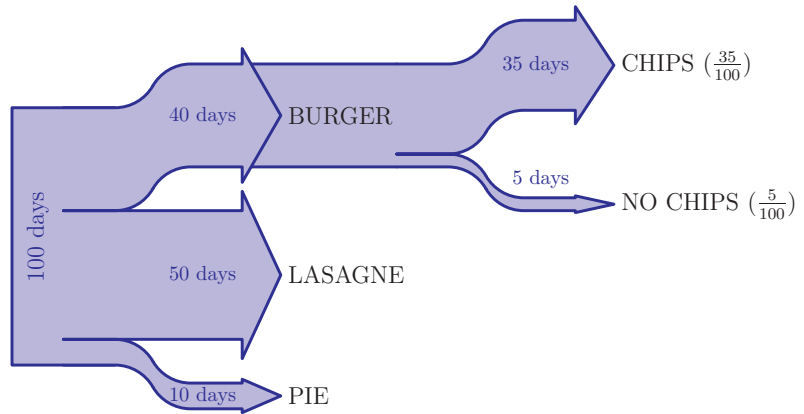 100 days
40 days
BURGER
35 days
CHIPS (35/100)
5 days
NO CHIPS (5/100)
50 days
LASAGNE
10 days
PIE